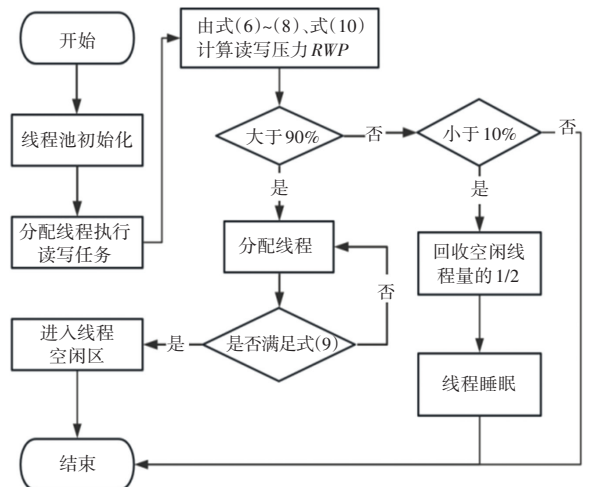 开始
由式(6)~(8)、式(10)
计算读写压力RWP
线程池初始化
大于90%
否
小于10%
否
是
是
分配线程执行
读写任务
分配线程
回收空闲线
程量的1/2
否
进入线程
空闲区
是
是否满足式(9)
线程睡眠
结束